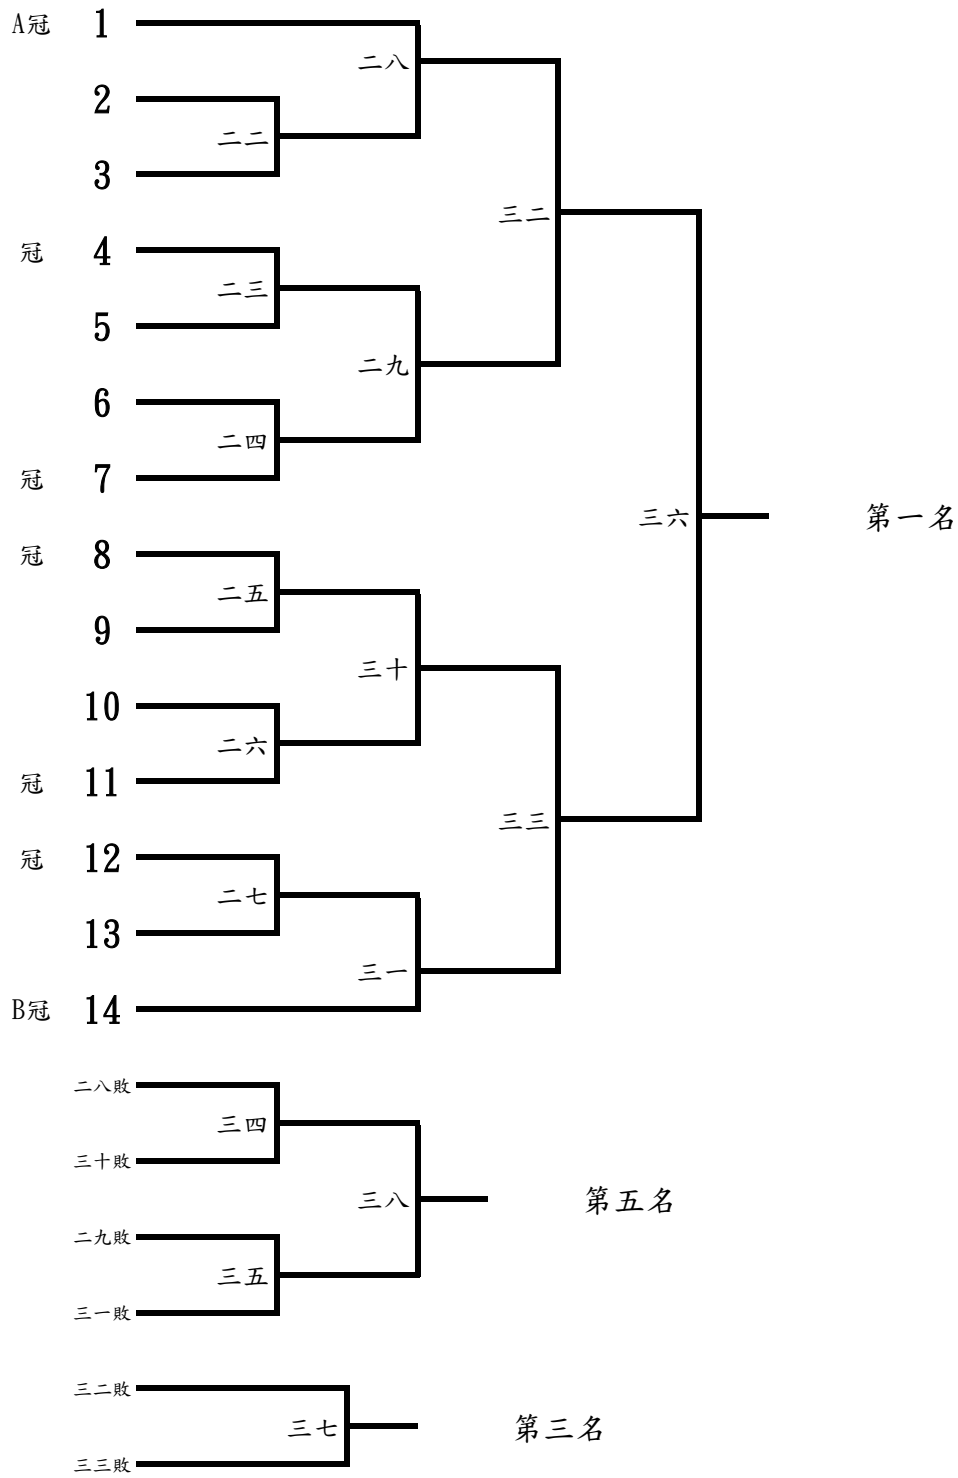 A冠 1
二八
2
二二
3
三二
冠 4
二三
5
二九
6
二四
冠 7
三六 第一名
冠 8
二五
9
三十
10
二六
冠 11
三三
冠 12
二七
13
三一
B冠 14
二八敗
三四
三十敗
三八 第五名
二九敗
三五
三一敗
三二敗
三七 第三名
三三敗